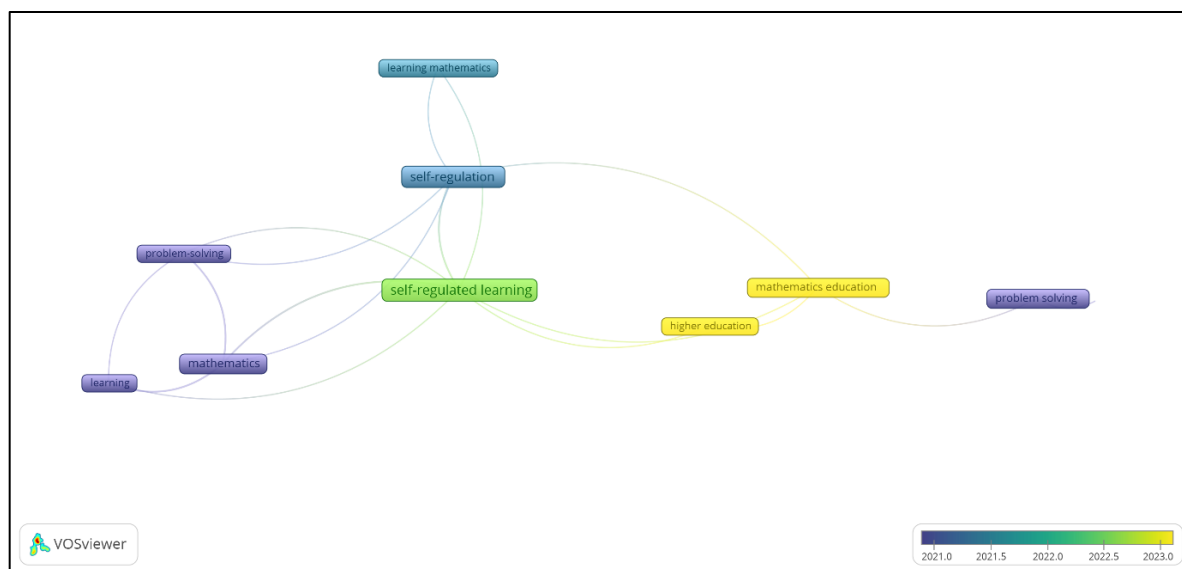 learning mathematics
self-regulation
problem-solving
self-regulated learning
mathematics education
problem solving
higher education
mathematics
learning
VOSviewer
2021.0 2021.5 2022.0 2022.5 2023.0